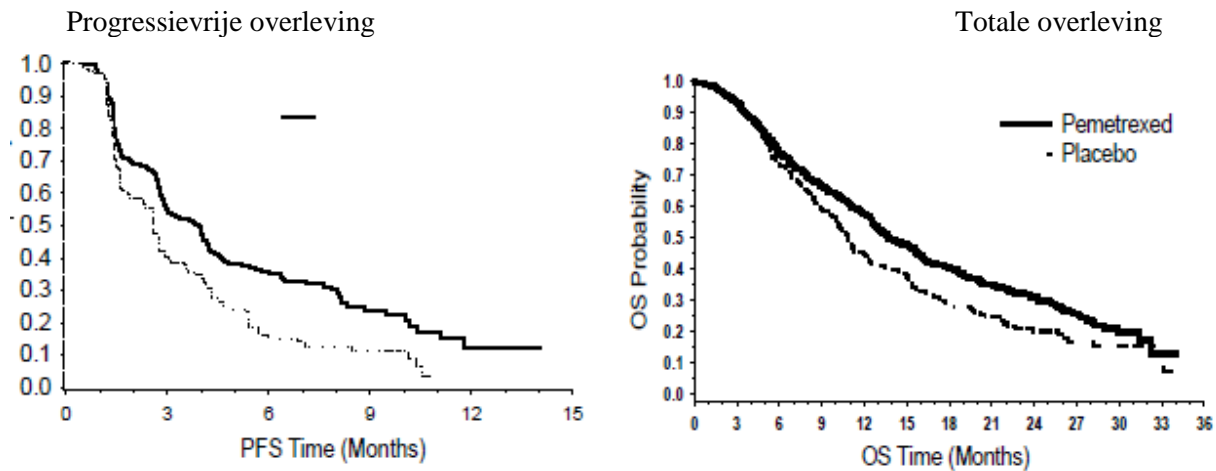 Progressievrije overleving
Totale overleving
1.0
0.9
0.8
0.7
0.6
0.5
0.4
0.3
0.2
0.1
0.0
0 3 6 9 12 15
PFS Time (Months)
OS Probability
1.0
0.9
0.8
0.7
0.6
0.5
0.4
0.3
0.2
0.1
0.0
Pemetrexed
Placebo
0 3 6 9 12 15 18 21 24 27 30 33 36
OS Time (Months)